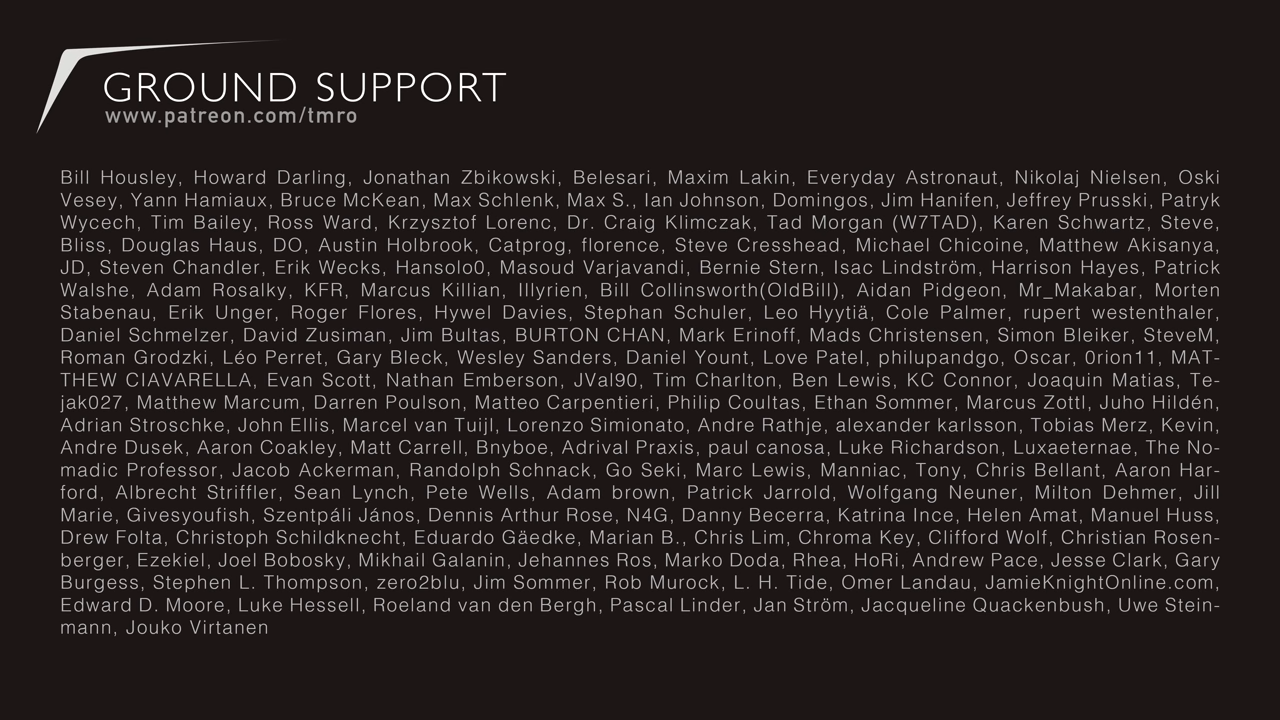 GROUND SUPPORT
www.patreon.com/tmro
Bill Housley, Howard Darling, Jonathan Zbikowski, Belesari, Maxim Lakin, Everyday Astronaut, Nikolaj Nielsen, Oski
Vesey, Yann Hamiaux, Bruce McKean, Max Schlenk, Max S., Ian Johnson, Domingos, Jim Hanifen, Jeffrey Prusski, Patryk
Wycech, Tim Bailey, Ross Ward, Krzysztof Lorenc, Dr. Craig Klimczak, Tad Morgan (W7TAD), Karen Schwartz, Steve,
Bliss, Douglas Haus, DO, Austin Holbrook, Catprog, florence, Steve Cresshead, Michael Chicoine, Matthew Akisanya,
JD, Steven Chandler, Erik Wecks, Hansolo0, Masoud Varjavandi, Bernie Stern, Isac Lindström, Harrison Hayes, Patrick
Walshe, Adam Rosalky, KFR, Marcus Killian, Illyrien, Bill Collinsworth(OldBill), Aidan Pidgeon, Mr_Makabar, Morten
Stabenau, Erik Unger, Roger Flores, Hywel Davies, Stephan Schuler, Leo Hyytiä, Cole Palmer, rupert westenthaler,
Daniel Schmelzer, David Zusiman, Jim Bultas, BURTON CHAN, Mark Erinoff, Mads Christensen, Simon Bleiker, SteveM,
Roman Grodzki, Léo Perret, Gary Bleck, Wesley Sanders, Daniel Yount, Love Patel, philupandgo, Oscar, 0rion11, MAT-
THEW CIAVARELLA, Evan Scott, Nathan Emberson, JVal90, Tim Charlton, Ben Lewis, KC Connor, Joaquin Matias, Te-
jak027, Matthew Marcum, Darren Poulson, Matteo Carpentieri, Philip Coultas, Ethan Sommer, Marcus Zottl, Juho Hildén,
Adrian Stroschke, John Ellis, Marcel van Tuijl, Lorenzo Simionato, Andre Rathje, alexander karlsson, Tobias Merz, Kevin,
Andre Dusek, Aaron Coakley, Matt Carrell, Bnyboe, Adrival Praxis, paul canosa, Luke Richardson, Luxaeternae, The No-
madic Professor, Jacob Ackerman, Randolph Schnack, Go Seki, Marc Lewis, Manniac, Tony, Chris Bellant, Aaron Har-
ford, Albrecht Striffler, Sean Lynch, Pete Wells, Adam brown, Patrick Jarrold, Wolfgang Neuner, Milton Dehmer, Jill
Marie, Givesyoufish, Szentpáli János, Dennis Arthur Rose, N4G, Danny Becerra, Katrina Ince, Helen Amat, Manuel Huss,
Drew Folta, Christoph Schildknecht, Eduardo Gäedke, Marian B., Chris Lim, Chroma Key, Clifford Wolf, Christian Rosen-
berger, Ezekiel, Joel Bobosky, Mikhail Galanin, Jehannes Ros, Marko Doda, Rhea, HoRi, Andrew Pace, Jesse Clark, Gary
Burgess, Stephen L. Thompson, zero2blu, Jim Sommer, Rob Murock, L. H. Tide, Omer Landau, JamieKnightOnline.com,
Edward D. Moore, Luke Hessell, Roeland van den Bergh, Pascal Linder, Jan Ström, Jacqueline Quackenbush, Uwe Stein-
mann, Jouko Virtanen